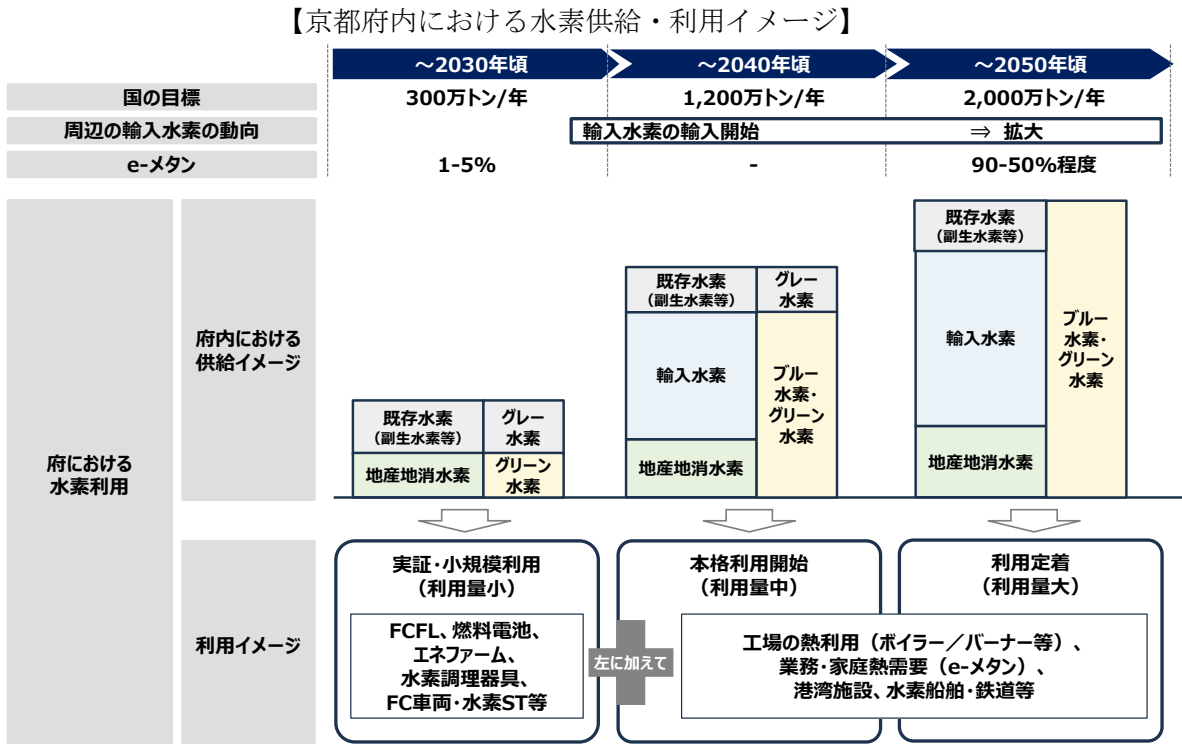 【京都府内における水素供給・利用イメージ】
～2030年頃
～2040年頃
～2050年頃
国の目標
300万トン/年
1,200万トン/年
2,000万トン/年
周辺の輸入水素の動向
輸入水素の輸入開始 ⇒ 拡大
e-メタン
1-5%
-
90-50%程度
府における
水素利用
府内における
供給イメージ
既存水素
（副生水素等）
グレー
水素
地産地消水素
グリーン
水素
既存水素
（副生水素等）
グレー
水素
輸入水素
ブルー
水素・
グリーン
水素
地産地消水素
既存水素
（副生水素等）
輸入水素
ブルー
水素・
グリーン
水素
地産地消水素
利用イメージ
実証・小規模利用
（利用量小）
FCFL、燃料電池、
エネファーム、
水素調理器具、
FC車両・水素ST等
左に加えて
本格利用開始
（利用量中）
利用定着
（利用量大）
工場の熱利用（ボイラー／バーナー等）、
業務・家庭熱需要（e-メタン）、
港湾施設、水素船舶・鉄道等